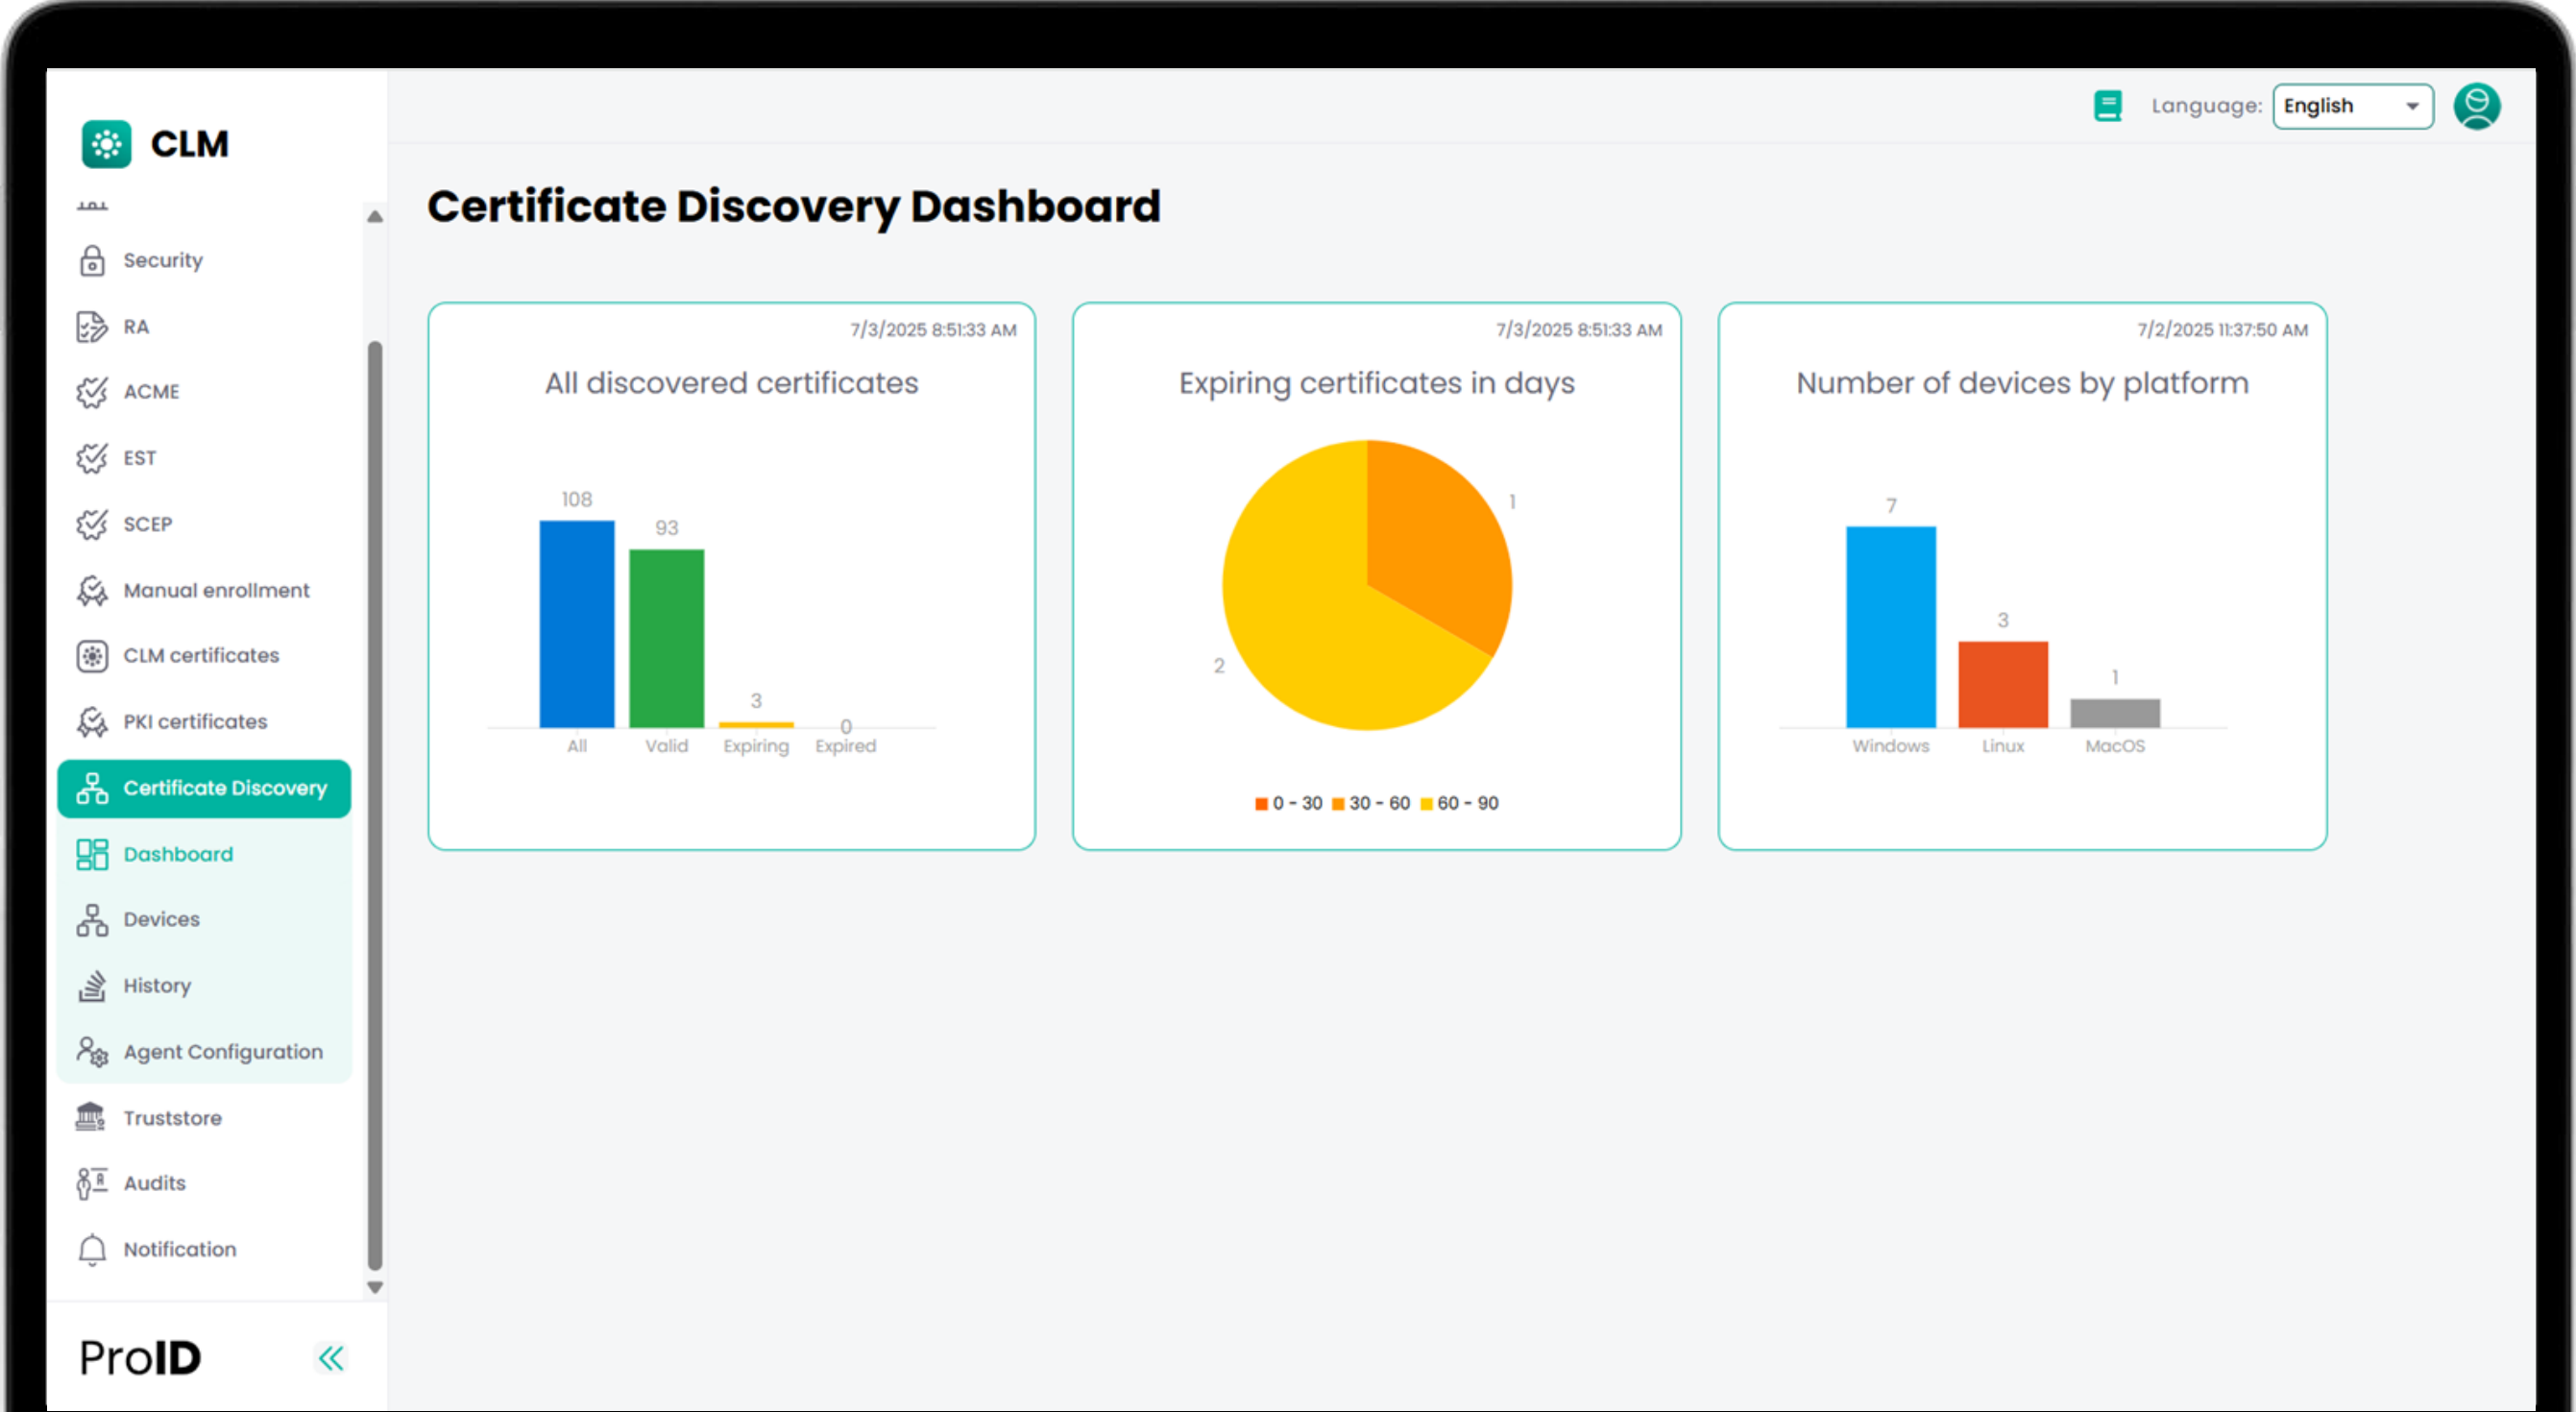 CLM
Language: English
Security
RA
ACME
EST
SCEP
Manual enrollment
CLM certificates
PKI certificates
Certificate Discovery
Dashboard
Devices
History
Agent Configuration
Truststore
Audits
Notification
ProID
Certificate Discovery Dashboard
7/3/2025 8:51:33 AM
All discovered certificates
108
93
3
0
All Valid Expiring Expired
7/3/2025 8:51:33 AM
Expiring certificates in days
1
2
0 - 30 30 - 60 60 - 90
7/2/2025 11:37:50 AM
Number of devices by platform
7
3
1
Windows Linux MacOS